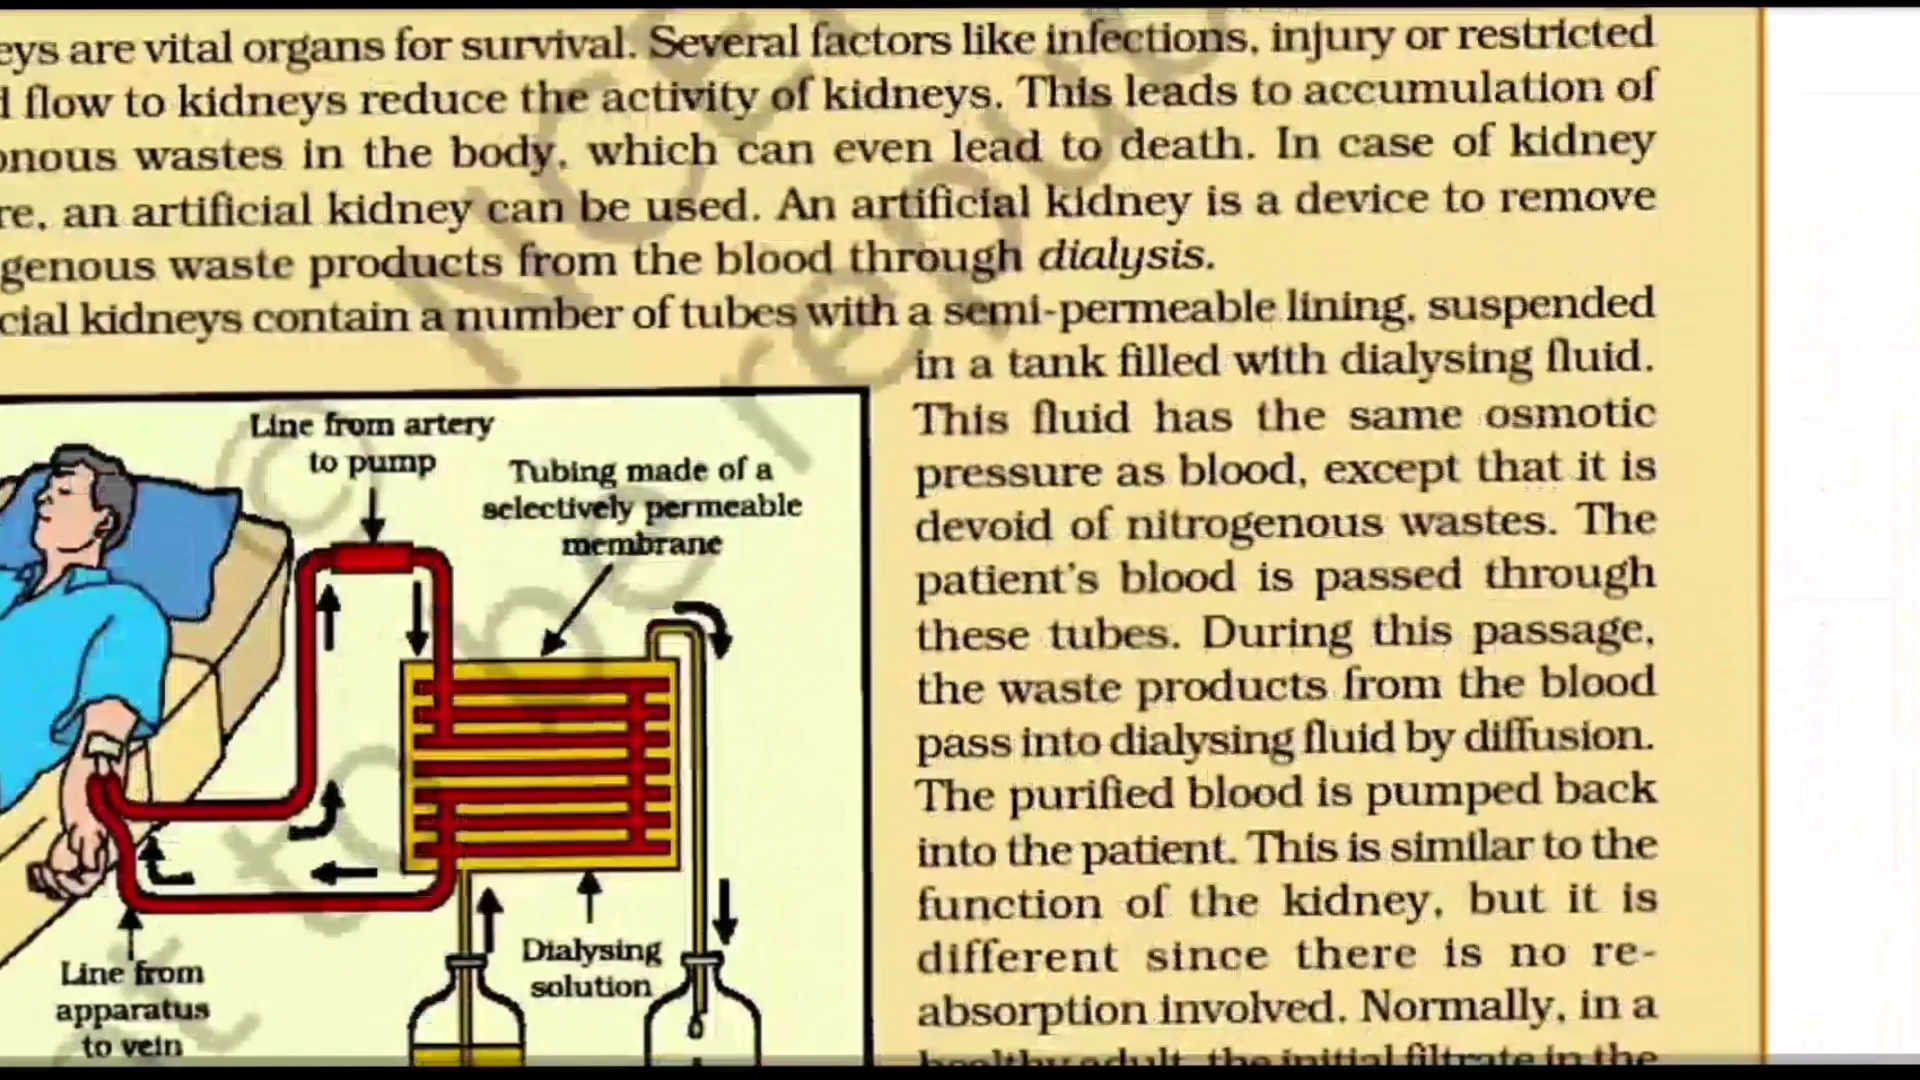 eys are vital organs for survival. Several factors like infections, injury or restricted
d flow to kidneys reduce the activity of kidneys. This leads to accumulation of
onous wastes in the body, which can even lead to death. In case of kidney
re, an artificial kidney can be used. An artificial kidney is a device to remove
genous waste products from the blood through dialysis.
cial kidneys contain a number of tubes with a semi-permeable lining, suspended
in a tank filled with dialysing fluid.
This fluid has the same osmotic
pressure as blood, except that it is
devoid of nitrogenous wastes. The
patient's blood is passed through
these tubes. During this passage,
the waste products from the blood
pass into dialysing fluid by diffusion.
The purified blood is pumped back
into the patient. This is similar to the
function of the kidney, but it is
different since there is no re-
absorption involved. Normally, in a
healthy adult, the initial filtrate in the
Line from artery
to pump
Tubing made of a
selectively permeable
membrane
Dialysing
solution
Line from
apparatus
to vein